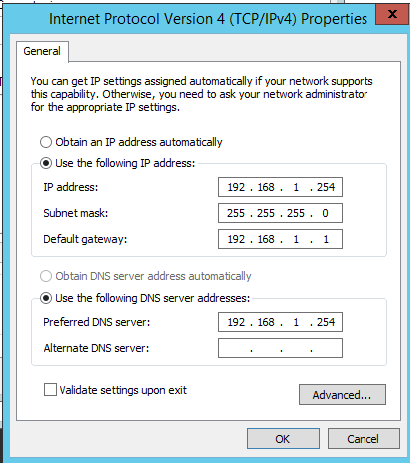 Internet Protocol Version 4 (TCP/IPv4) Properties
x
General
You can get IP settings assigned automatically if your network supports
this capability. Otherwise, you need to ask your network administrator
for the appropriate IP settings.
Obtain an IP address automatically
Use the following IP address:
IP address: 192 . 168 . 1 . 254
Subnet mask: 255 . 255 . 255 . 0
Default gateway: 192 . 168 . 1 . 1
Obtain DNS server address automatically
Use the following DNS server addresses:
Preferred DNS server: 192 . 168 . 1 . 254
Alternate DNS server: . . .
Validate settings upon exit
Advanced...
OK Cancel